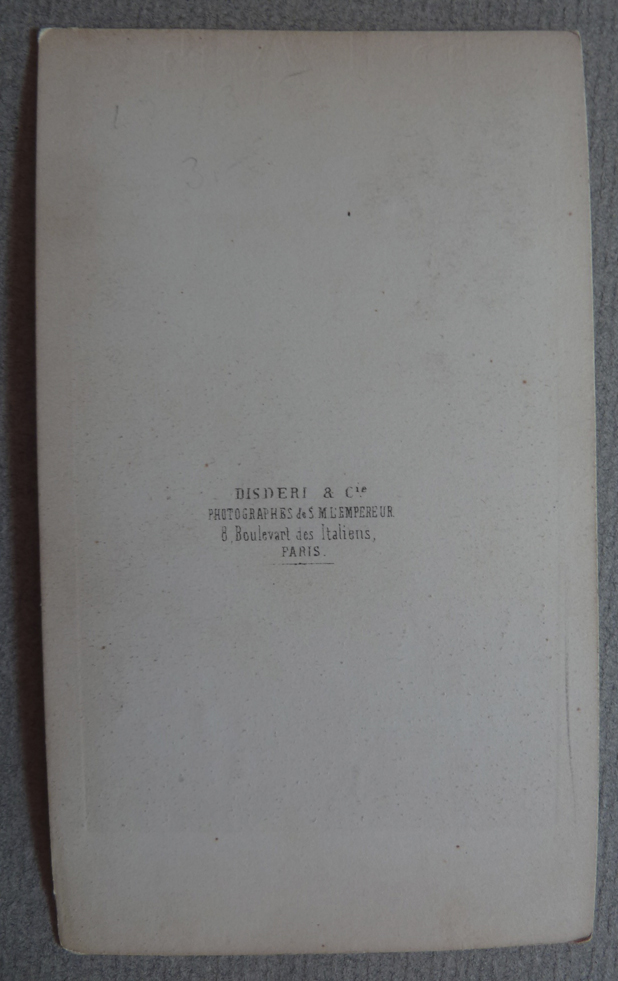 DISDERI & Cie
PHOTOGRAPHES de S.M.L'EMPEREUR
8, Boulevart des Italiens,
PARIS.